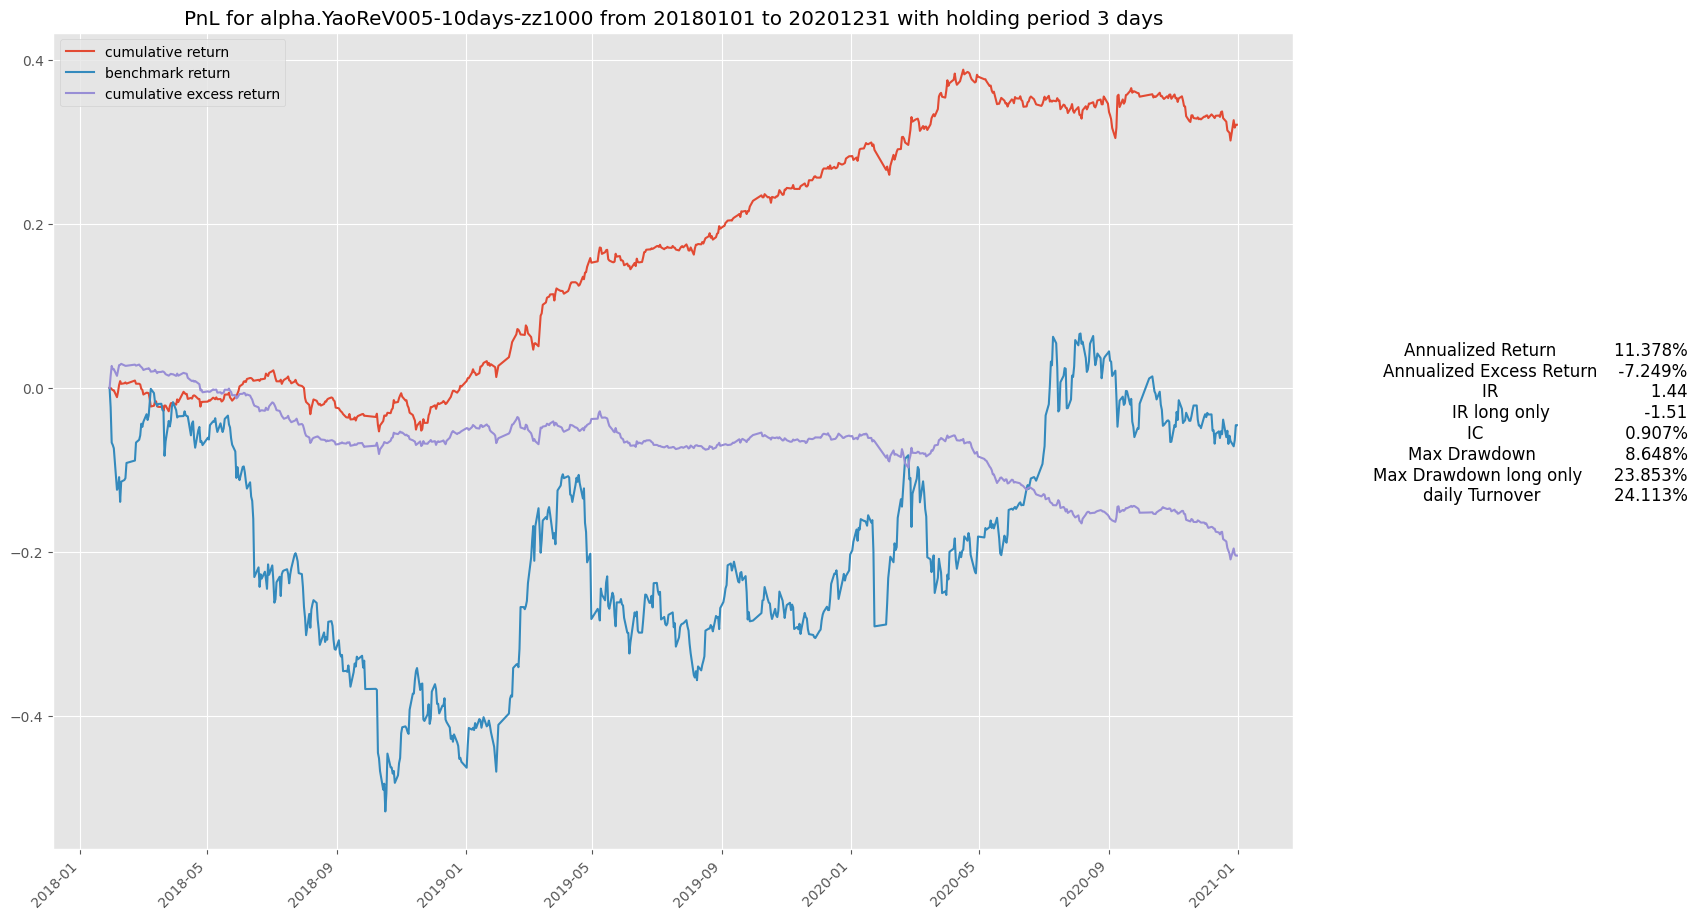 PnL for alpha.YaoReV005-10days-zz1000 from 20180101 to 20201231 with holding period 3 days
cumulative return
benchmark return
cumulative excess return
0.4
0.2
0.0
−0.2
−0.4
2018-01
2018-05
2018-09
2019-01
2019-05
2019-09
2020-01
2020-05
2020-09
2021-01
Annualized Return 11.378%
Annualized Excess Return -7.249%
IR 1.44
IR long only -1.51
IC 0.907%
Max Drawdown 8.648%
Max Drawdown long only 23.853%
daily Turnover 24.113%